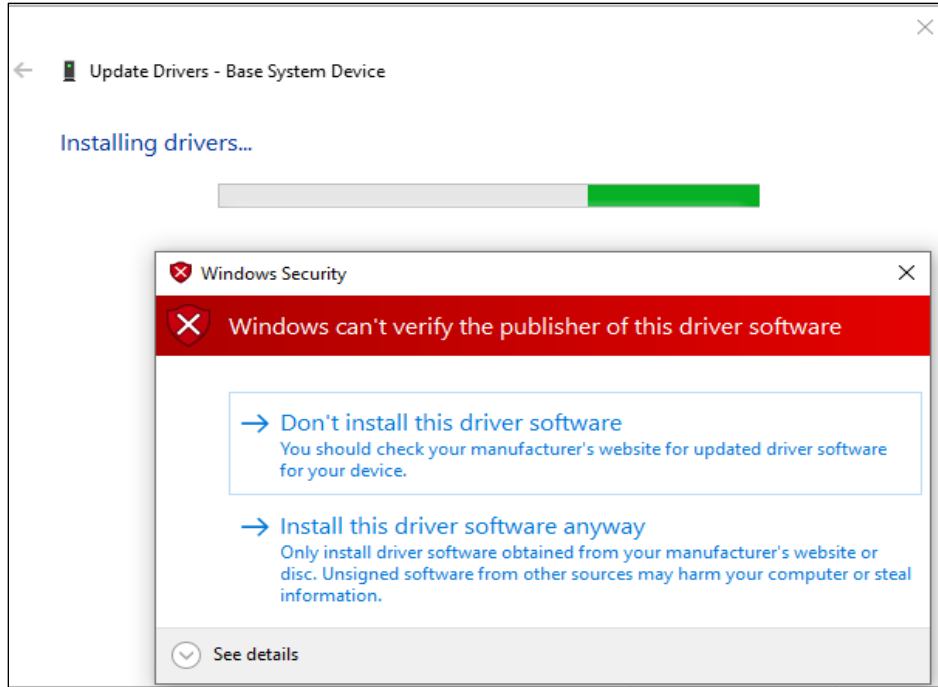 Update Drivers - Base System Device
Installing drivers...
Windows Security
Windows can't verify the publisher of this driver software
Don't install this driver software
You should check your manufacturer's website for updated driver software
for your device.
Install this driver software anyway
Only install driver software obtained from your manufacturer's website or
disc. Unsigned software from other sources may harm your computer or steal
information.
See details